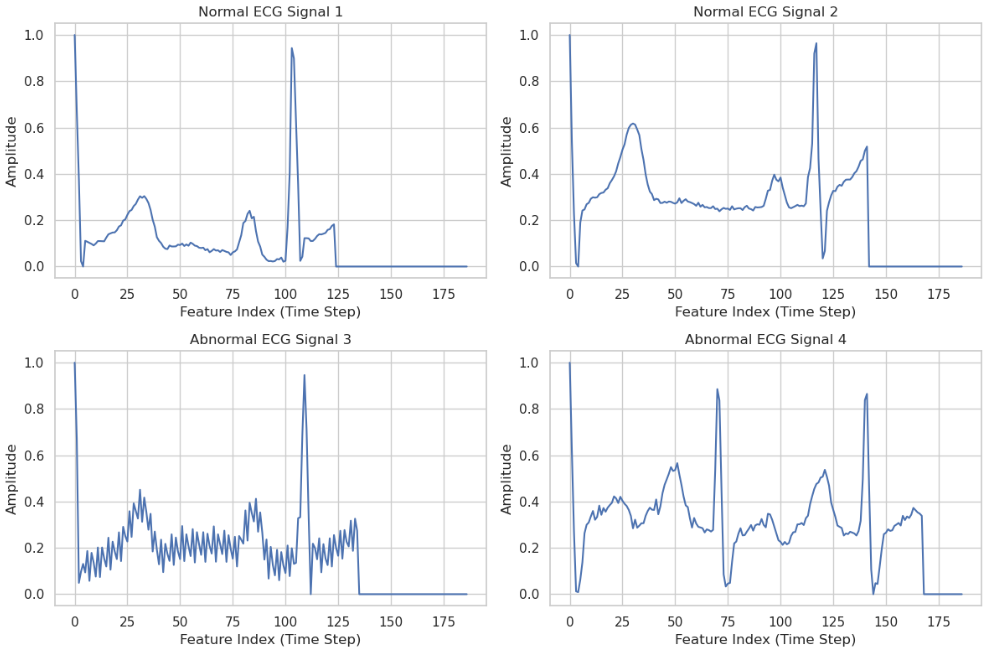 Normal ECG Signal 1
1.0
0.8
0.6
0.4
0.2
0.0
Amplitude
0 25 50 75 100 125 150 175
Feature Index (Time Step)
Normal ECG Signal 2
1.0
0.8
0.6
0.4
0.2
0.0
Amplitude
0 25 50 75 100 125 150 175
Feature Index (Time Step)
Abnormal ECG Signal 3
1.0
0.8
0.6
0.4
0.2
0.0
Amplitude
0 25 50 75 100 125 150 175
Feature Index (Time Step)
Abnormal ECG Signal 4
1.0
0.8
0.6
0.4
0.2
0.0
Amplitude
0 25 50 75 100 125 150 175
Feature Index (Time Step)